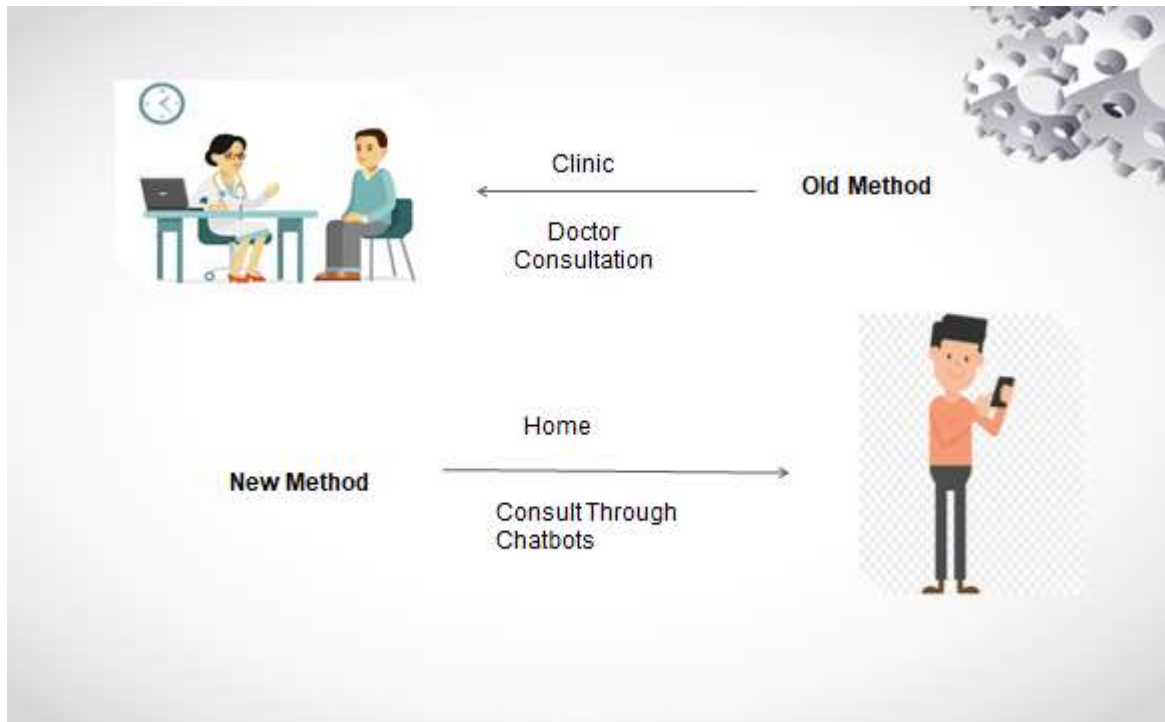 Clinic
Old Method
Doctor
Consultation
Home
New Method
Consult Through
Chatbots